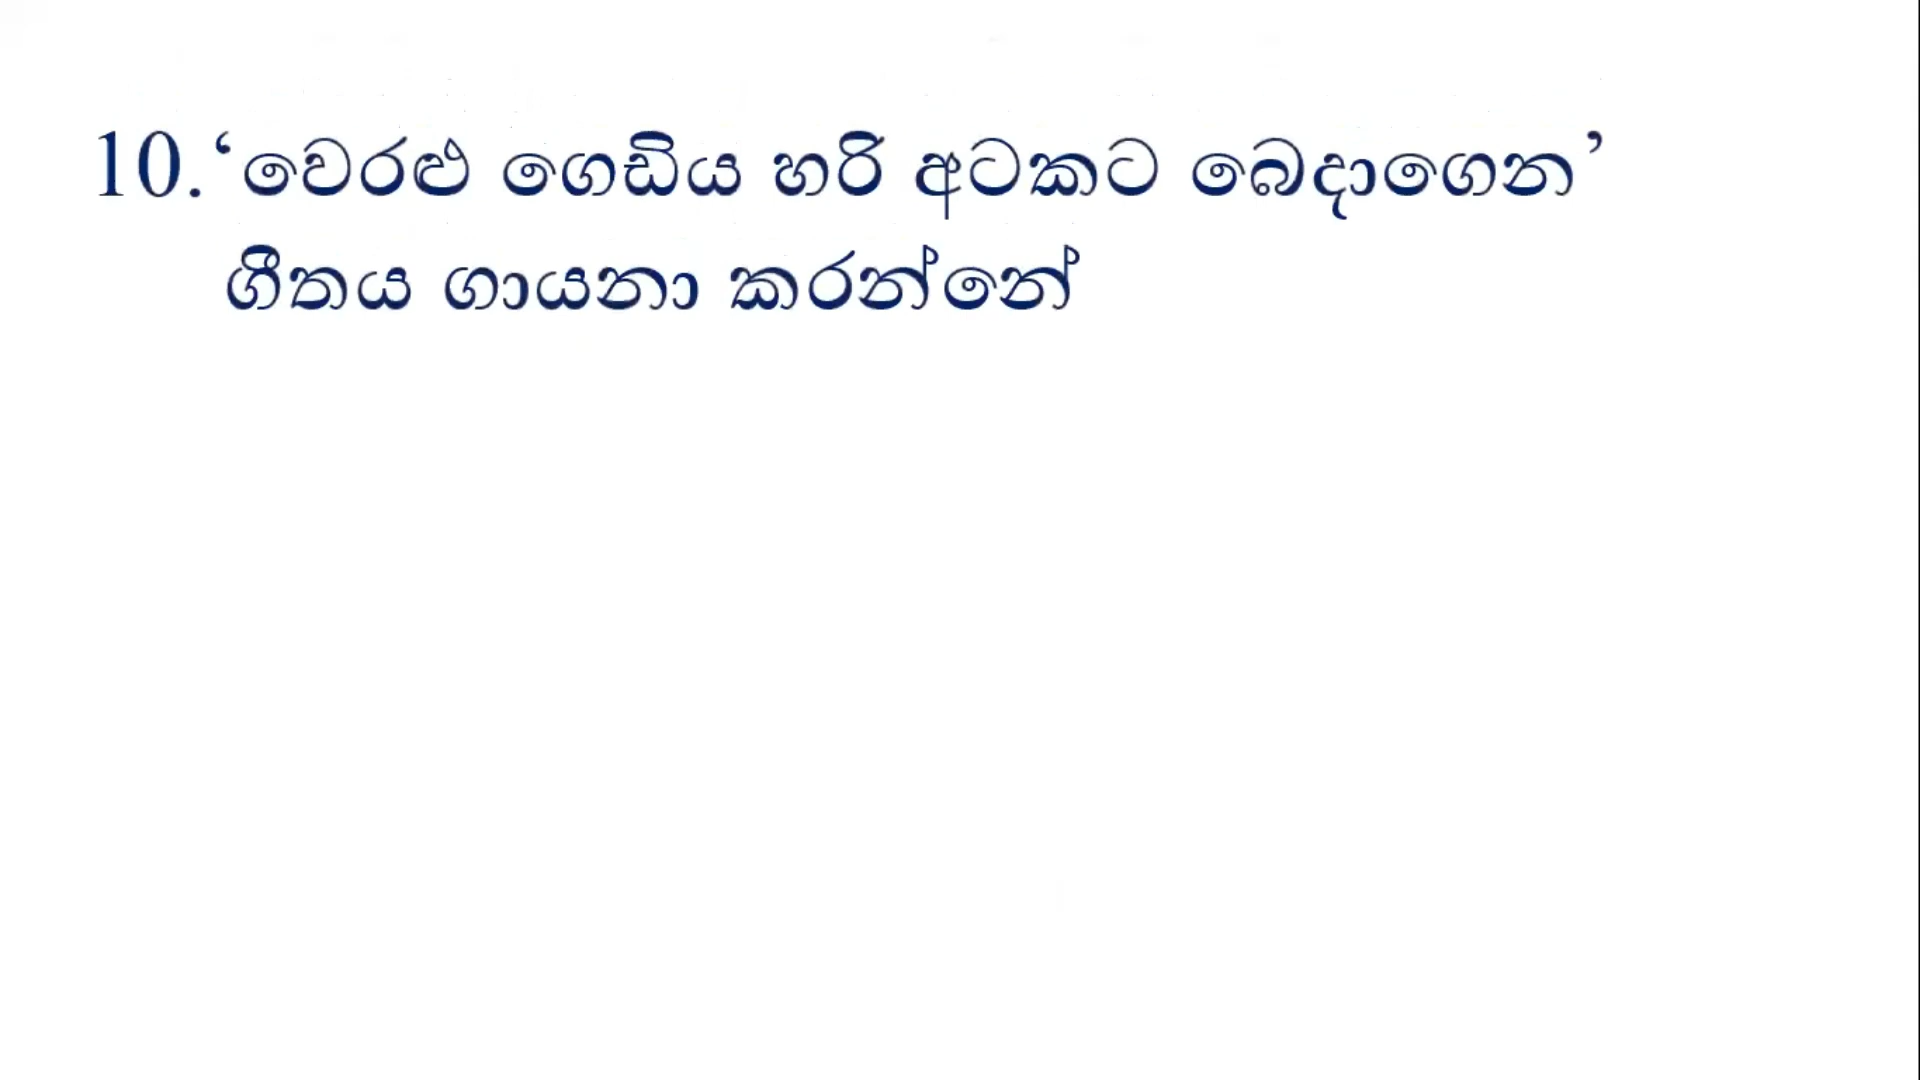 10.‘වෙරළු ගෙඩිය හරි අටකට බෙදාගෙන’
ගීතය ගායනා කරන්නේ